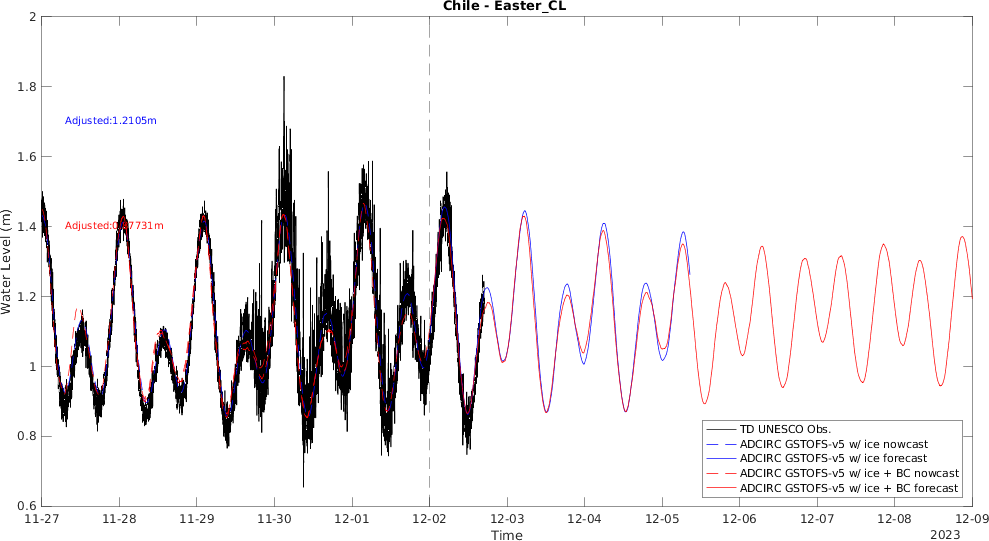 Chile - Easter_CL
Water Level (m)
2
1.8
1.6
1.4
1.2
1
0.8
0.6
Adjusted:1.2105m
TD UNESCO Obs.
ADCIRC GSTOFS-v5 w/ ice nowcast
ADCIRC GSTOFS-v5 w/ ice forecast
ADCIRC GSTOFS-v5 w/ ice + BC nowcast
ADCIRC GSTOFS-v5 w/ ice + BC forecast
11-27 11-28 11-29 11-30 12-01 12-02 12-03 12-04 12-05 12-06 12-07 12-08 12-09
Time
2023